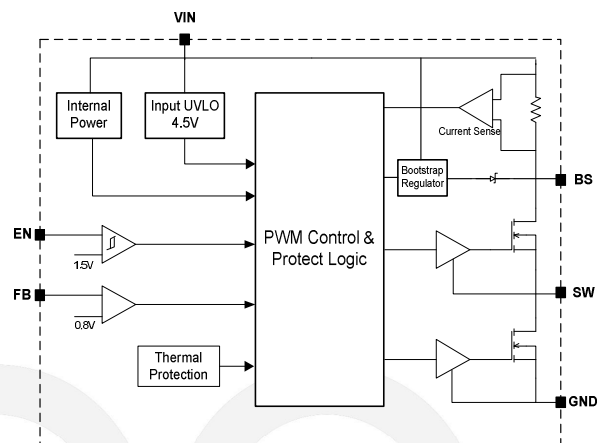 VIN
Internal
Power
Input UVLO
4.5V
Current Sense
Bootstrap
Regulator
BS
EN
1.5V
PWM Control &
Protect Logic
FB
0.8V
SW
Thermal
Protection
GND